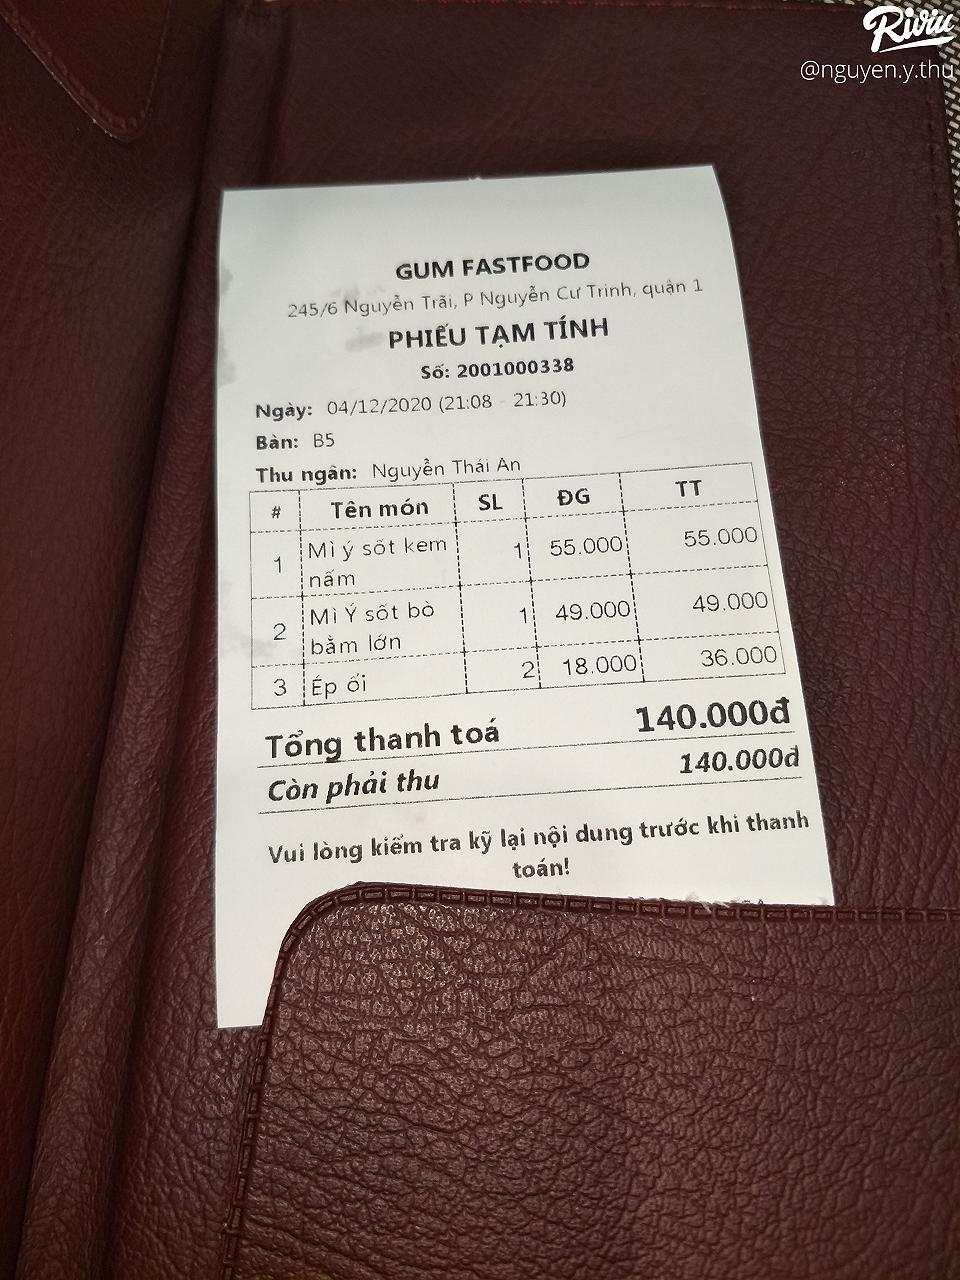 Riviu
@nguyen.y.thu
GUM FASTFOOD
245/6 Nguyễn Trãi, P Nguyễn Cư Trinh, quận 1
PHIẾU TẠM TÍNH
Số: 2001000338
Ngày: 04/12/2020 (21:08 - 21:30)
Bàn: B5
Thu ngân: Nguyễn Thái An
# Tên món SL ĐG TT
1 Mì ý sốt kem 1 55.000 55.000
nấm
2 Mì Ý sốt bò 1 49.000 49.000
bằm lớn
3 Ép ổi 2 18.000 36.000
Tổng thanh toá 140.000đ
Còn phải thu 140.000đ
Vui lòng kiểm tra kỹ lại nội dung trước khi thanh
toán!